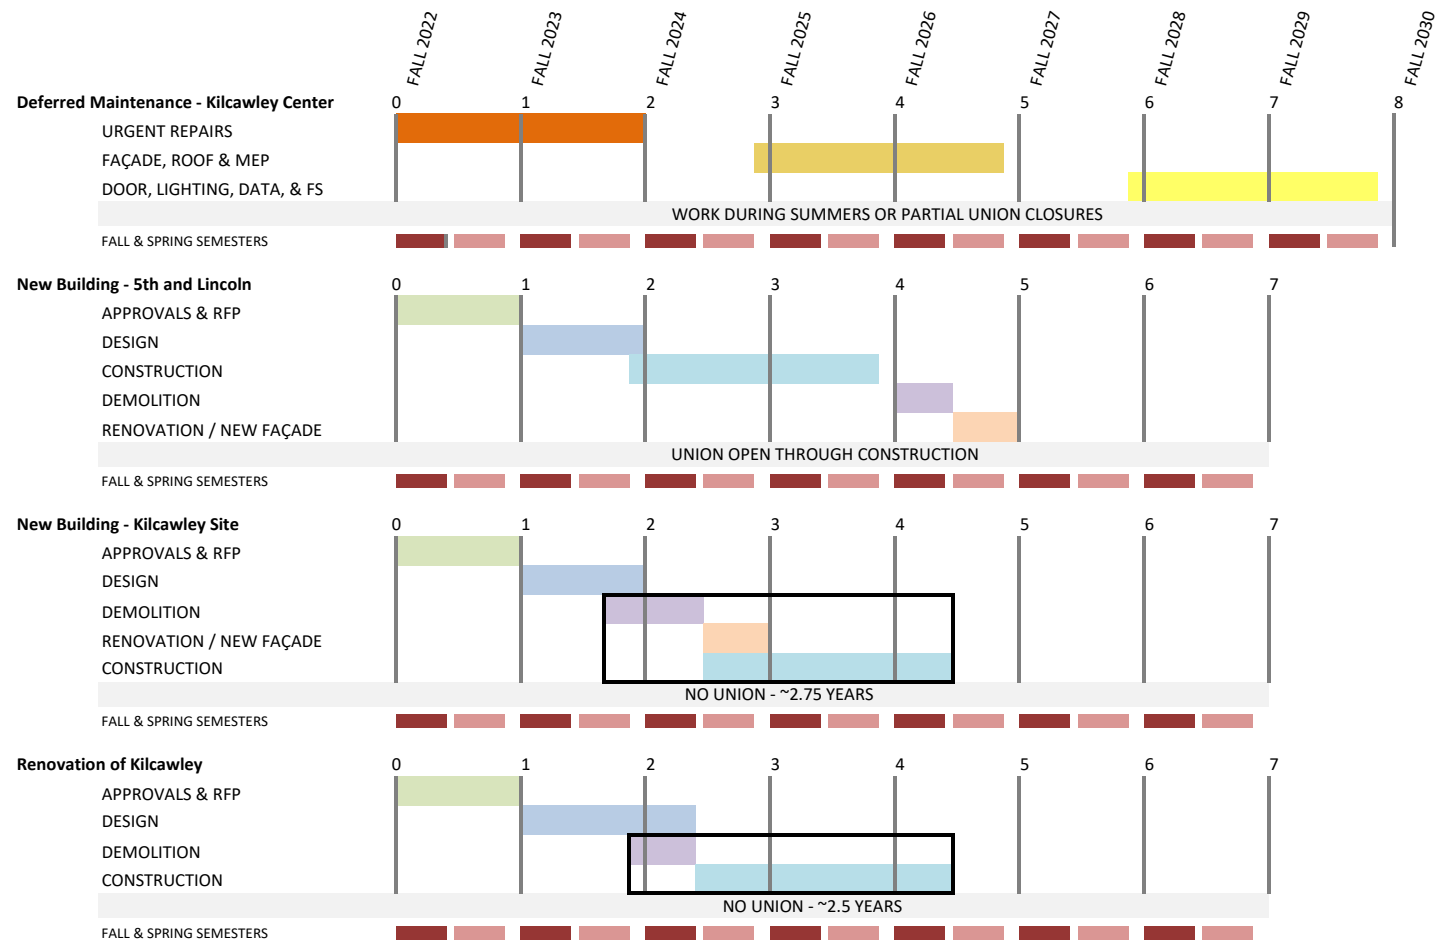 FALL 2022 FALL 2023 FALL 2024 FALL 2025 FALL 2026 FALL 2027 FALL 2028 FALL 2029 FALL 2030
Deferred Maintenance - Kilcawley Center 0 1 2 3 4 5 6 7 8
URGENT REPAIRS
FAÇADE, ROOF & MEP
DOOR, LIGHTING, DATA, & FS
WORK DURING SUMMERS OR PARTIAL UNION CLOSURES
FALL & SPRING SEMESTERS
New Building - 5th and Lincoln 0 1 2 3 4 5 6 7
APPROVALS & RFP
DESIGN
CONSTRUCTION
DEMOLITION
RENOVATION / NEW FAÇADE
UNION OPEN THROUGH CONSTRUCTION
FALL & SPRING SEMESTERS
New Building - Kilcawley Site 0 1 2 3 4 5 6 7
APPROVALS & RFP
DESIGN
DEMOLITION
RENOVATION / NEW FAÇADE
CONSTRUCTION
NO UNION - ~2.75 YEARS
FALL & SPRING SEMESTERS
Renovation of Kilcawley 0 1 2 3 4 5 6 7
APPROVALS & RFP
DESIGN
DEMOLITION
CONSTRUCTION
NO UNION - ~2.5 YEARS
FALL & SPRING SEMESTERS